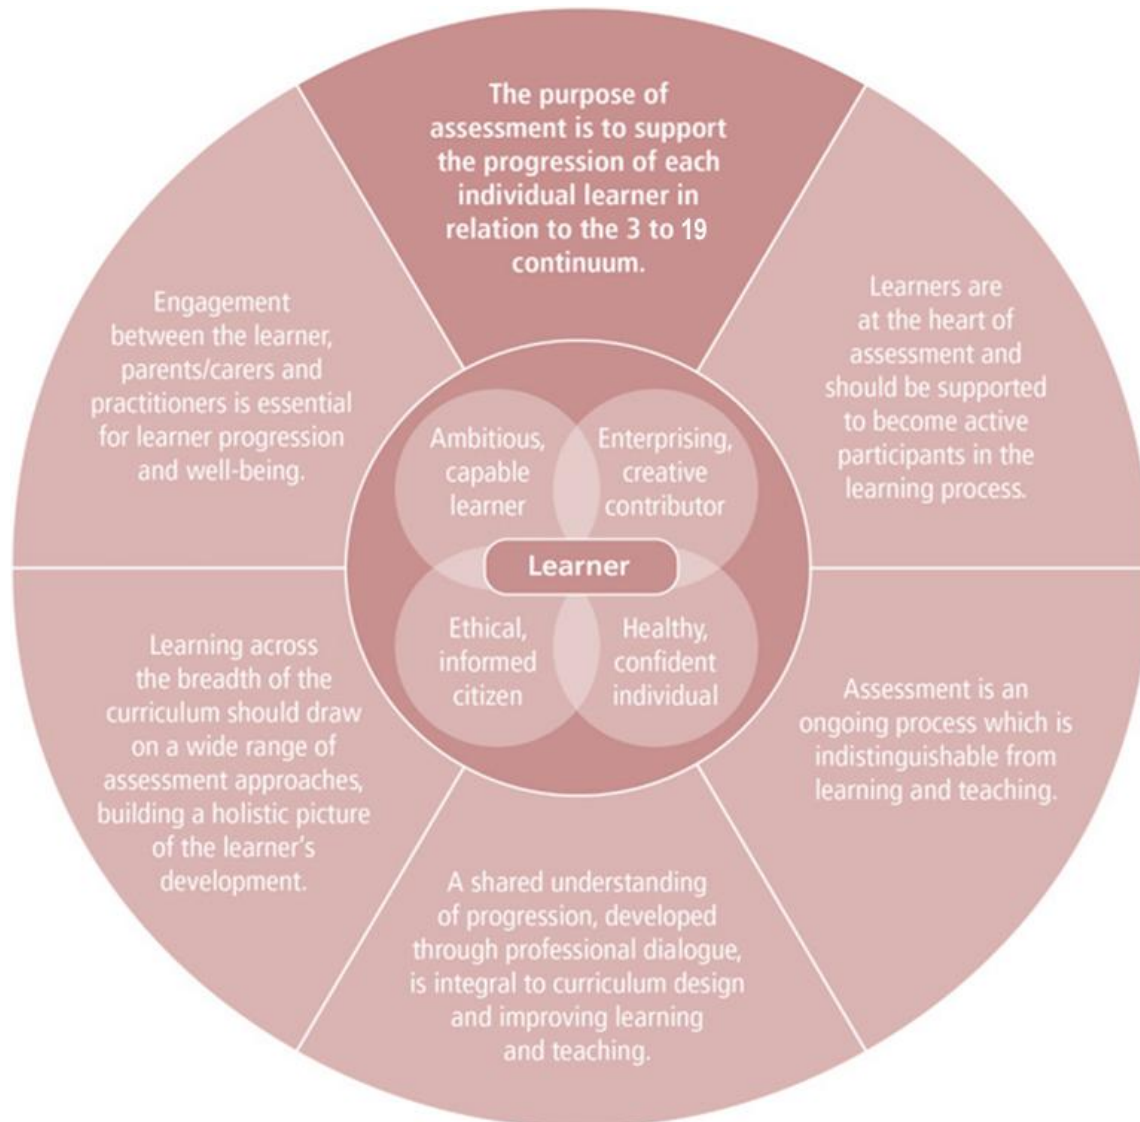 The purpose of
assessment is to support
the progression of each
individual learner in
relation to the 3 to 19
continuum.
Learners are
at the heart of
assessment and
should be supported
to become active
participants in the
learning process.
Assessment is an
ongoing process which is
indistinguishable from
learning and teaching.
A shared understanding
of progression, developed
through professional dialogue,
is integral to curriculum design
and improving learning
and teaching.
Learning across
the breadth of the
curriculum should draw
on a wide range of
assessment approaches,
building a holistic picture
of the learner's
development.
Engagement
between the learner,
parents/carers and
practitioners is essential
for learner progression
and well-being.
Ambitious,
capable
learner
Enterprising,
creative
contributor
Learner
Ethical,
informed
citizen
Healthy,
confident
individual